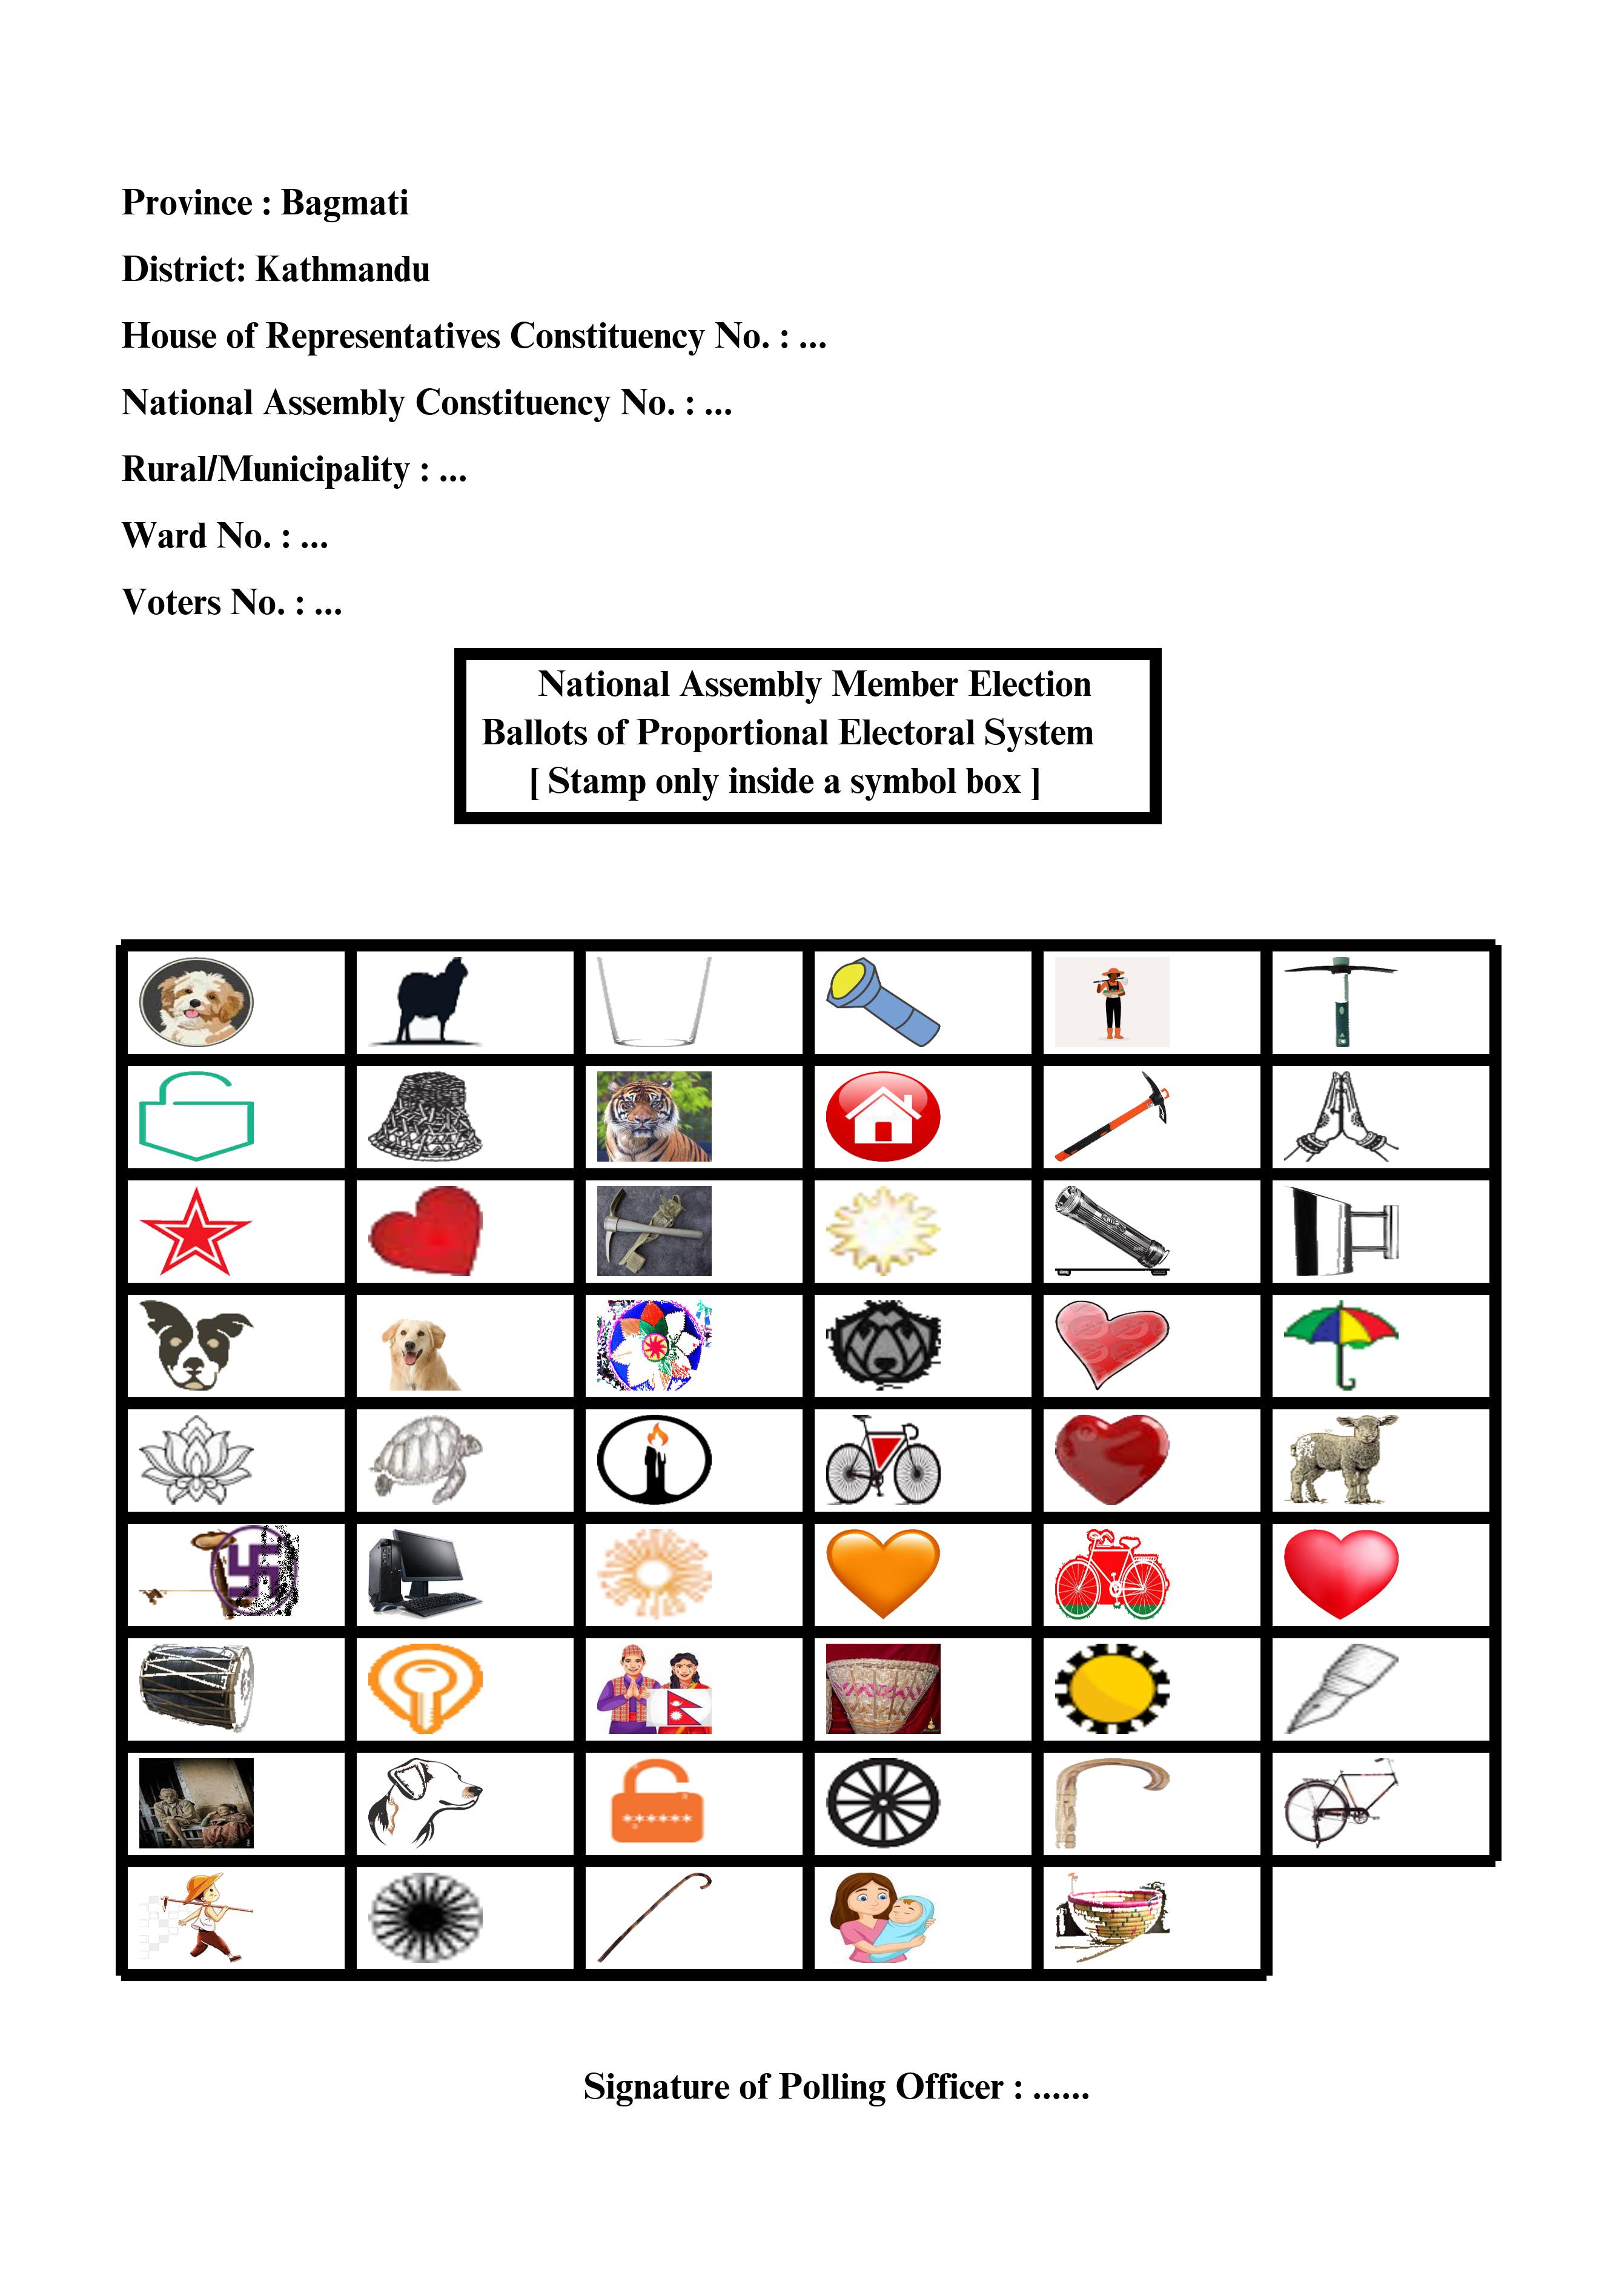 Province : Bagmati
District: Kathmandu
House of Representatives Constituency No. : ...
National Assembly Constituency No. : ...
Rural/Municipality : ...
Ward No. : ...
Voters No. : ...
National Assembly Member Election
Ballots of Proportional Electoral System
[ Stamp only inside a symbol box ]
******
Signature of Polling Officer : ......